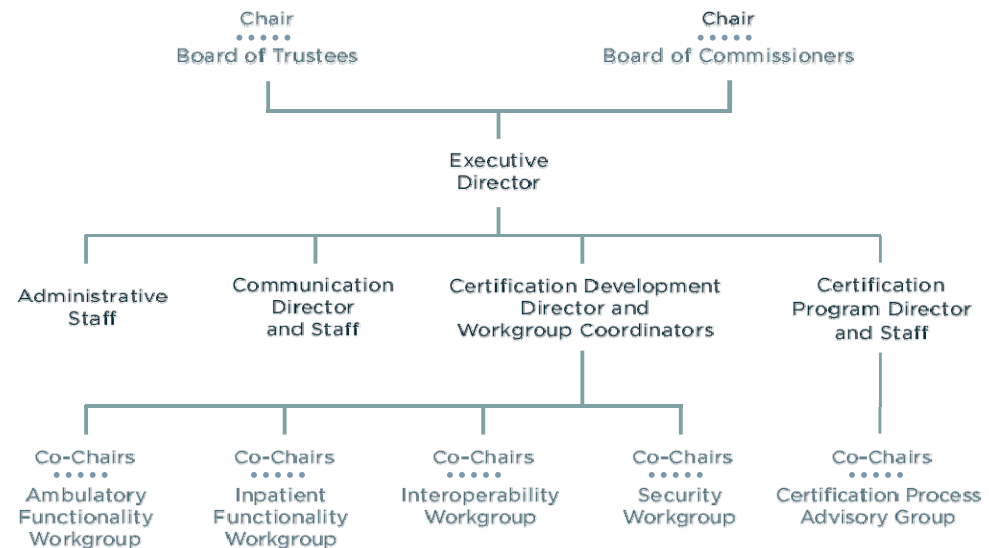 Chair
Board of Trustees
Chair
Board of Commissioners
Executive
Director
Administrative
Staff
Communication
Director
and Staff
Certification Development
Director and
Workgroup Coordinators
Certification
Program Director
and Staff
Co-Chairs
Ambulatory
Functionality
Workgroup
Co-Chairs
Inpatient
Functionality
Workgroup
Co-Chairs
Interoperability
Workgroup
Co-Chairs
Security
Workgroup
Co-Chairs
Certification Process
Advisory Group